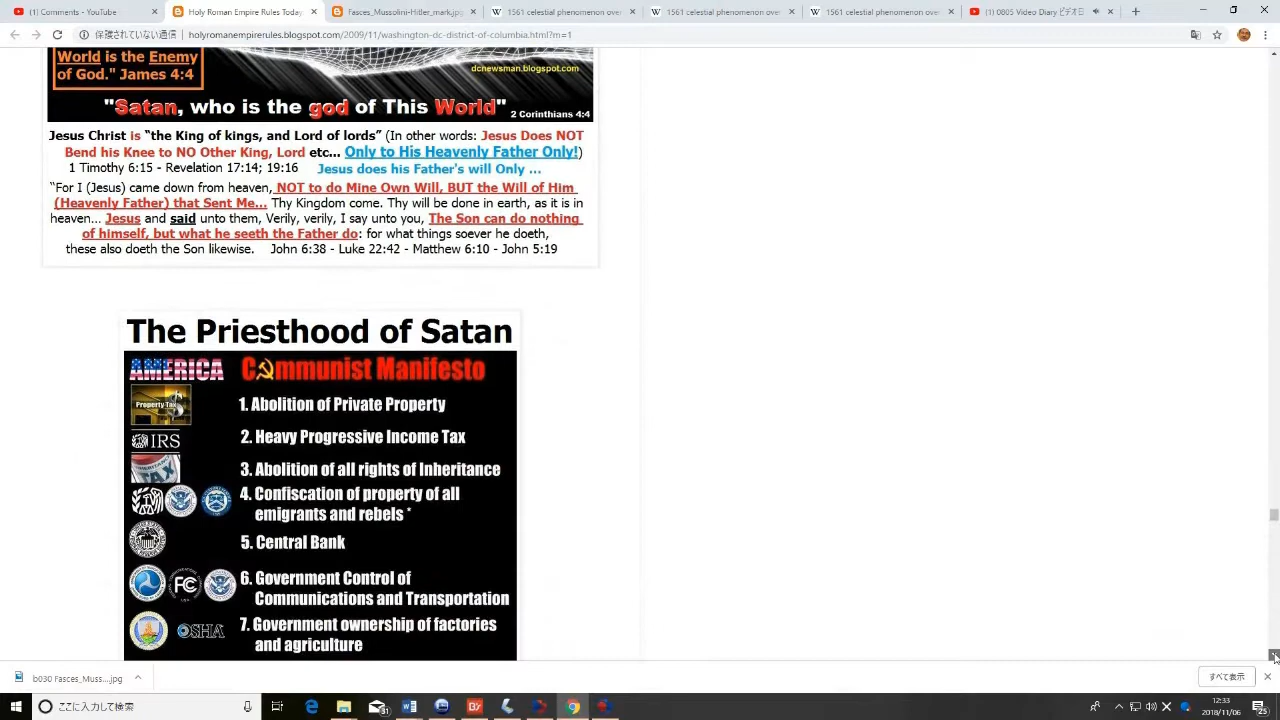 (1) Comments - YouTube
Holy Roman Empire Rules Today
Fasces_Mussolini-Hitler_mark.jpg
1561 celestial phenomenon over
1561 celestial phenomenon over
1561 celestial phenomenon over
保護されていない通信
holyromanempirerules.blogspot.com/2009/11/washington-dc-district-of-columbia.html?m=1
World is the Enemy
of God." James 4:4
dcnewsman.blogspot.com
"Satan, who is the god of This World"
2 Corinthians 4:4
Jesus Christ is “the King of kings, and Lord of lords” (In other words: Jesus Does NOT
Bend his Knee to NO Other King, Lord etc... Only to His Heavenly Father Only!)
1 Timothy 6:15 - Revelation 17:14; 19:16 Jesus does his Father's will Only ...
“For I (Jesus) came down from heaven, NOT to do Mine Own Will, BUT the Will of Him
(Heavenly Father) that Sent Me... Thy Kingdom come. Thy will be done in earth, as it is in
heaven... Jesus and said unto them, Verily, verily, I say unto you, The Son can do nothing
of himself, but what he seeth the Father do: for what things soever he doeth,
these also doeth the Son likewise. John 6:38 - Luke 22:42 - Matthew 6:10 - John 5:19
The Priesthood of Satan
AMERICA Communist Manifesto
Property Tax
1. Abolition of Private Property
IRS
2. Heavy Progressive Income Tax
TAX
3. Abolition of all rights of Inheritance
4. Confiscation of property of all
emigrants and rebels *
5. Central Bank
FC
6. Government Control of
Communications and Transportation
OSHA
7. Government ownership of factories
and agriculture
b030 Fasces_Muss....jpg
すべて表示
ここに入力して検索
31
12:33
2018/11/06